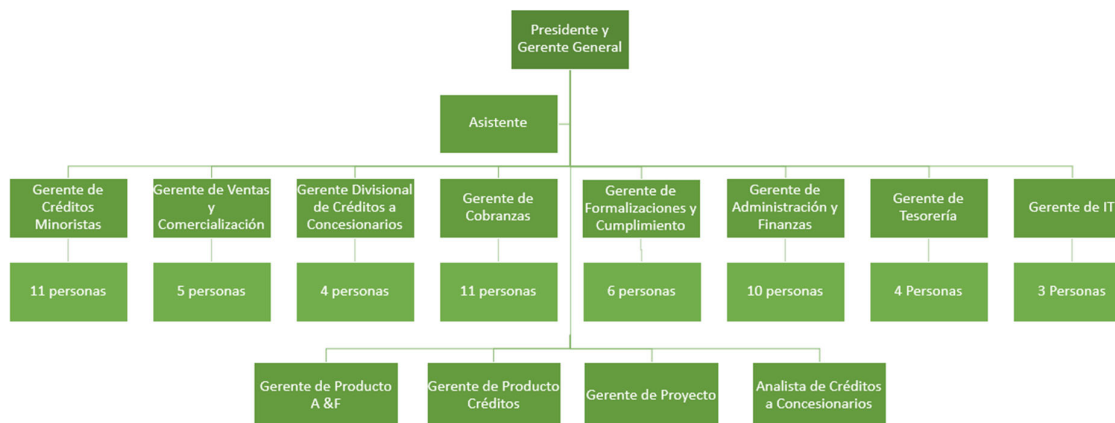 Presidente y
Gerente General
Asistente
Gerente de
Créditos
Minoristas
Gerente de Ventas
y
Comercialización
Gerente Divisional
de Créditos a
Concesionarios
Gerente de
Cobranzas
Gerente de
Formalizaciones y
Cumplimiento
Gerente de
Administración y
Finanzas
Gerente de
Tesorería
Gerente de IT
11 personas
5 personas
4 personas
11 personas
6 personas
10 personas
4 Personas
3 Personas
Gerente de Producto
A &F
Gerente de Producto
Créditos
Gerente de Proyecto
Analista de Créditos
a Concesionarios